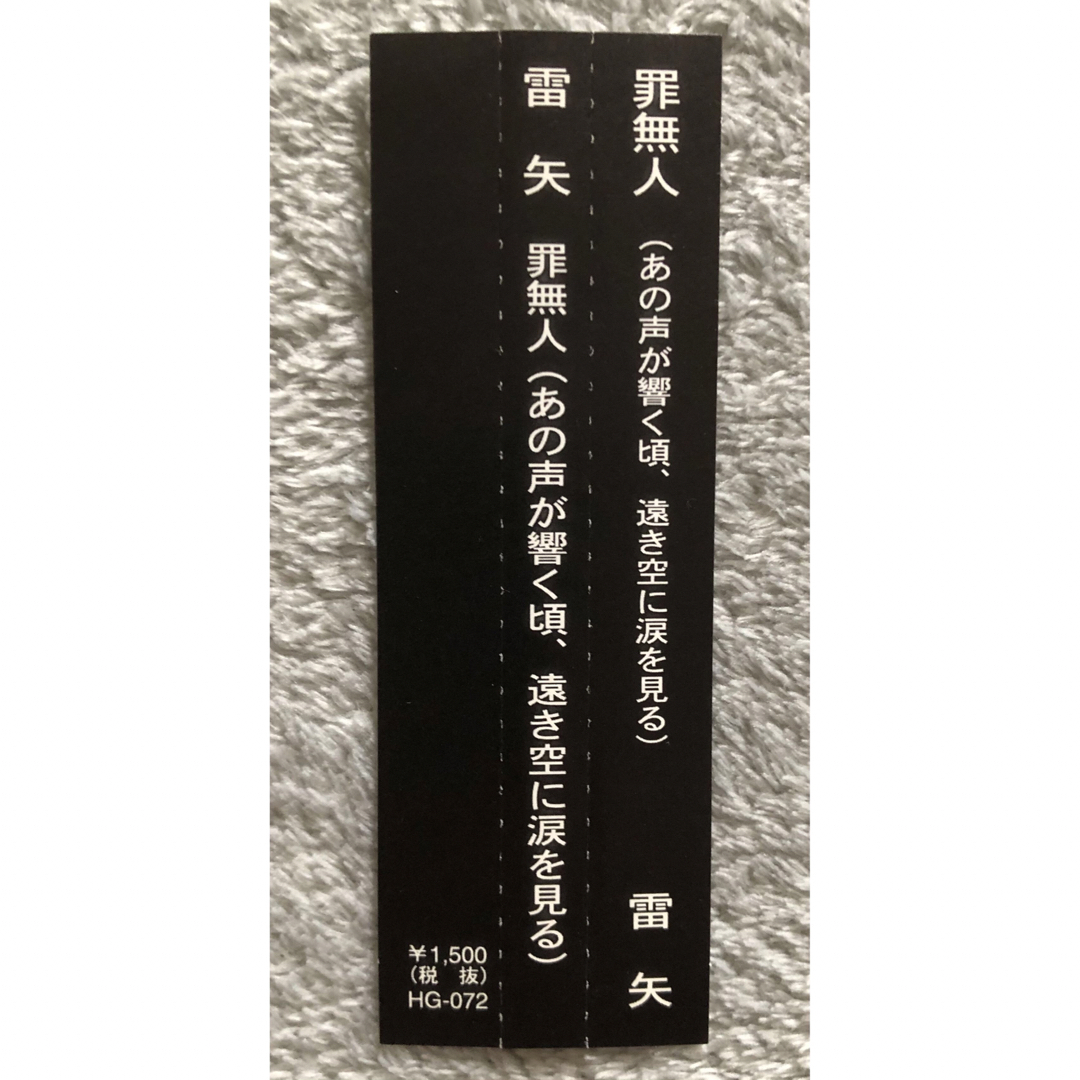 罪無人 (あの声が響く頃、遠き空に涙を見る) 雷矢
雷矢 罪無人 (あの声が響く頃、遠き空に涙を見る)
￥1,500
(税 抜)
HG-072